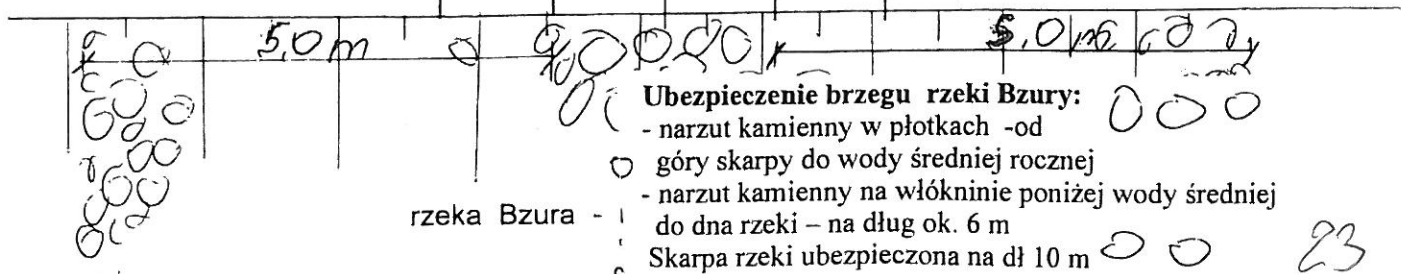 5,0 m
5,0 m
Ubezpieczenie brzegu rzeki Bzury:
- narzut kamienny w płotkach -od
góry skarpy do wody średniej rocznej
- narzut kamienny na włókninie poniżej wody średniej
rzeka Bzura -
do dna rzeki – na dług ok. 6 m
Skarpa rzeki ubezpieczona na dł 10 m
23